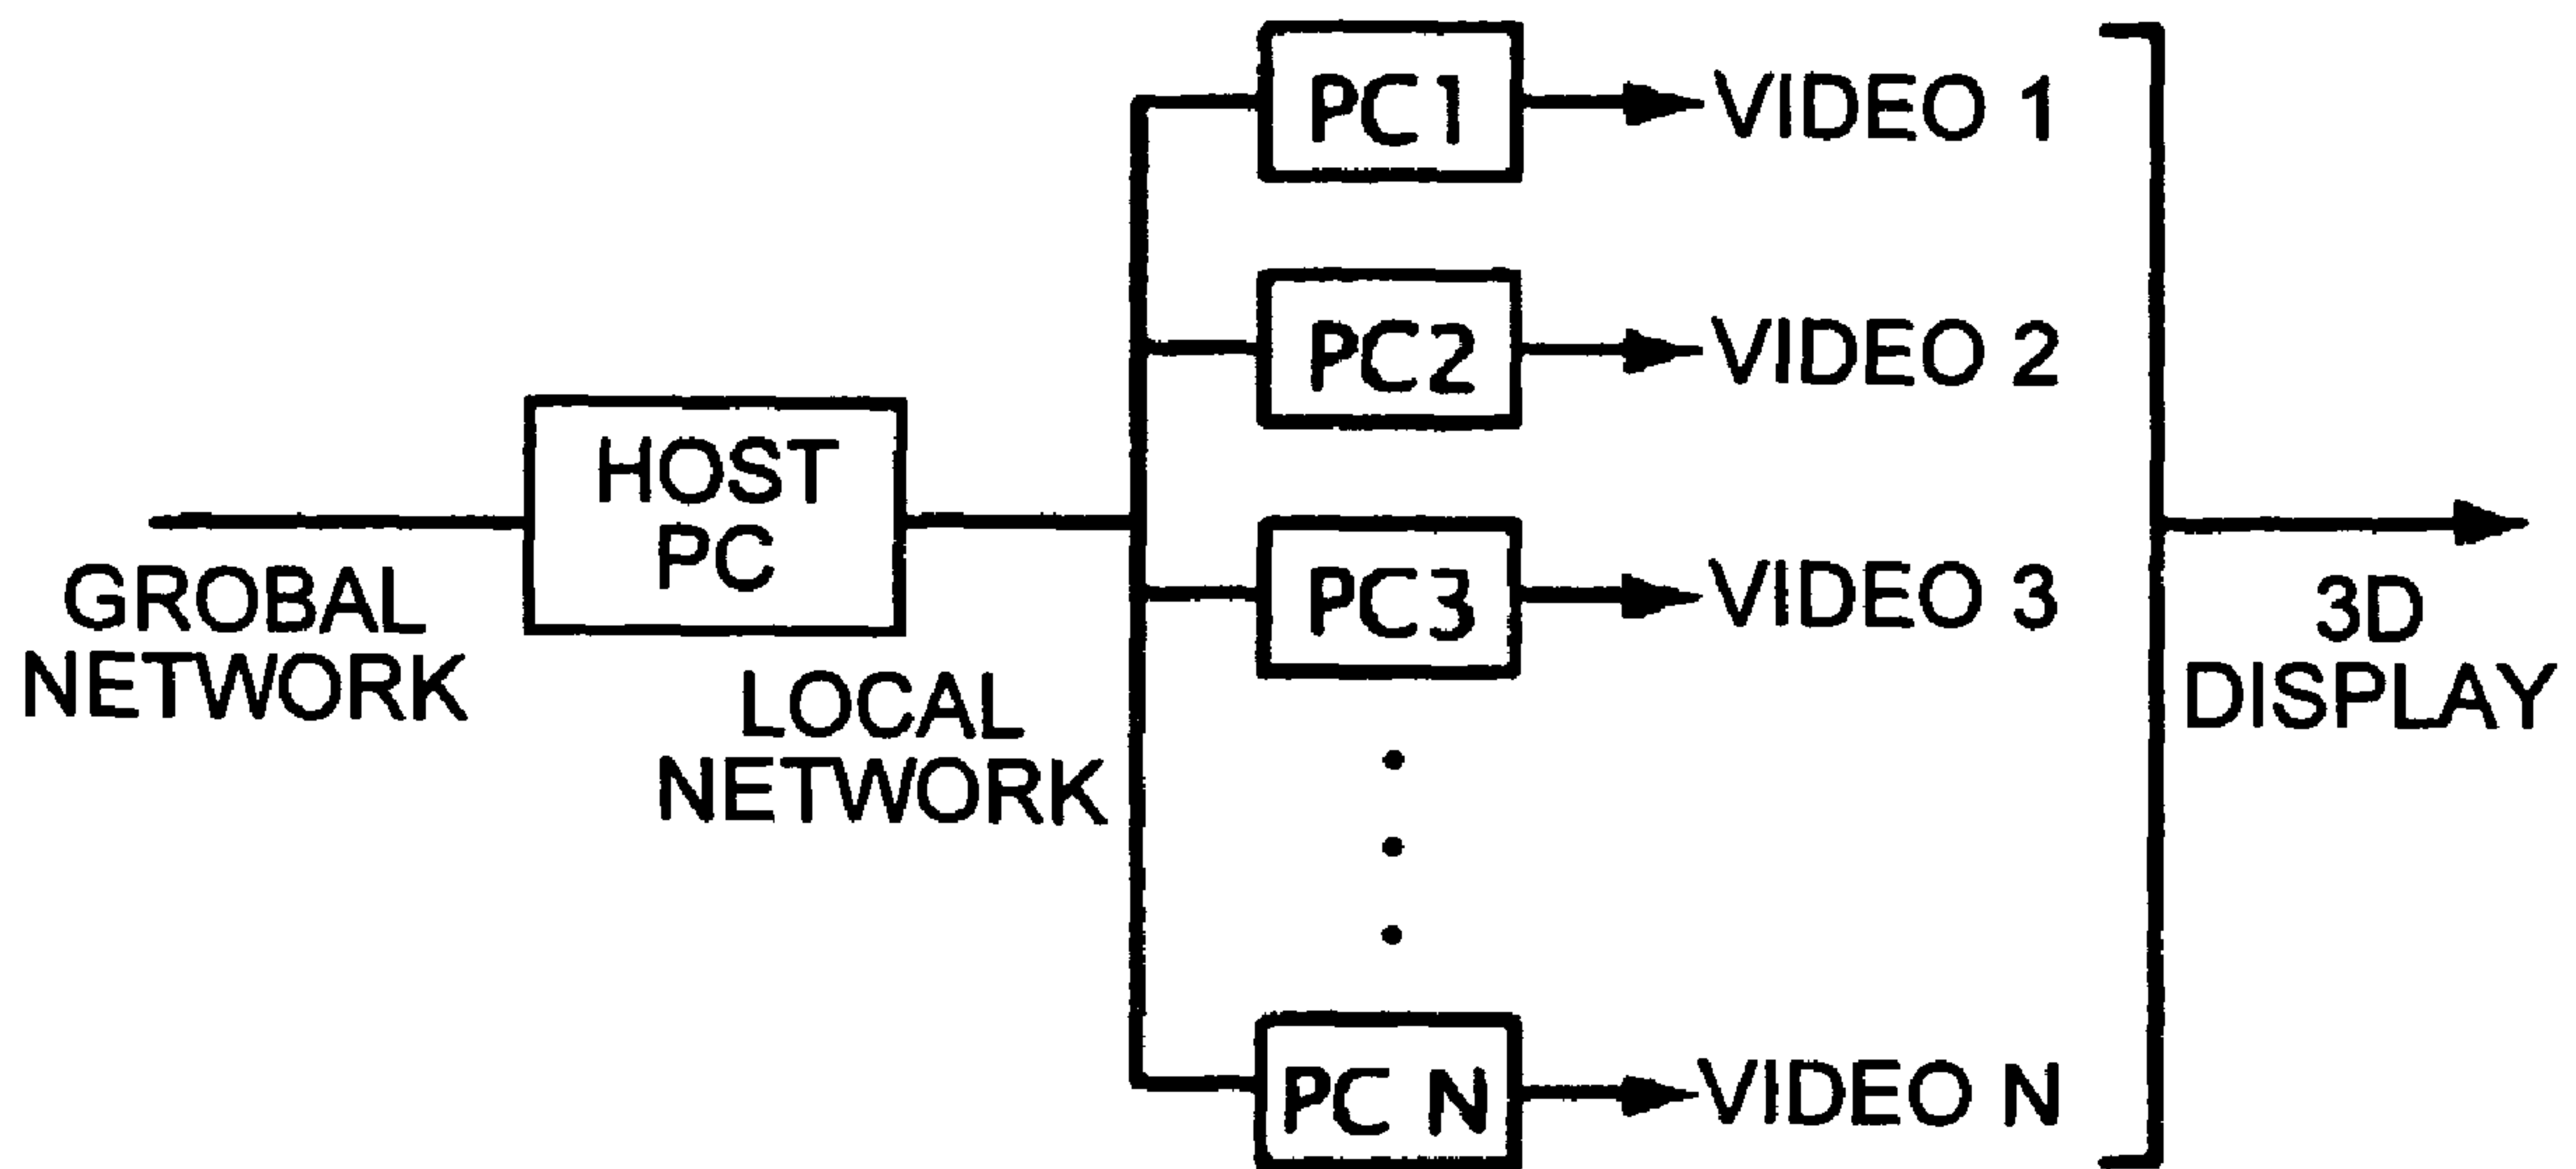 PC1
VIDEO 1
PC2
VIDEO 2
HOST
PC
GROBAL
NETWORK
LOCAL
NETWORK
PC3
VIDEO 3
3D
DISPLAY
PC N
VIDEO N